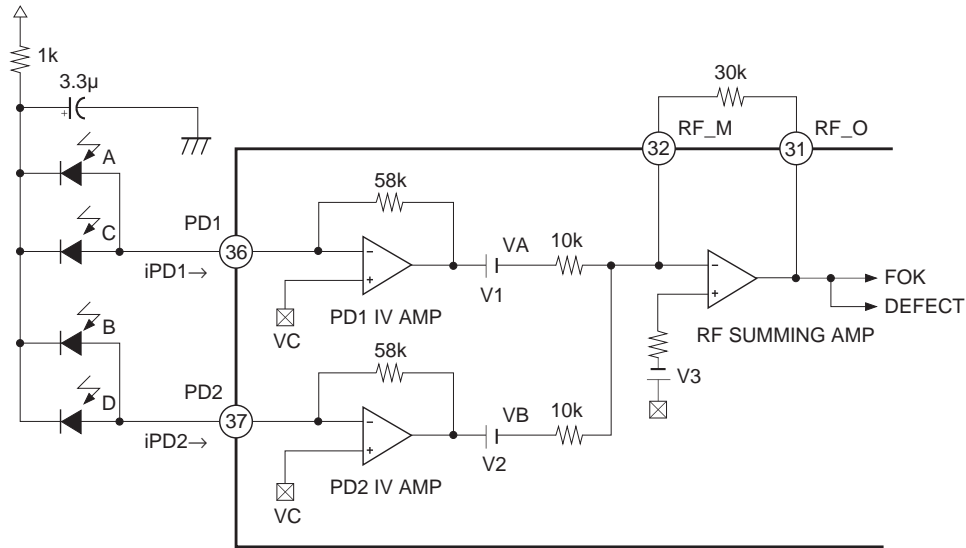 1k
3.3µ
+
A
C
PD1
36
iPD1→
B
D
PD2
37
iPD2→
58k
−
+
VC
PD1 IV AMP
V1
VA
10k
58k
−
+
VC
PD2 IV AMP
V2
VB
10k
30k
RF_M
RF_O
32
31
−
+
RF SUMMING AMP
V3
FOK
DEFECT